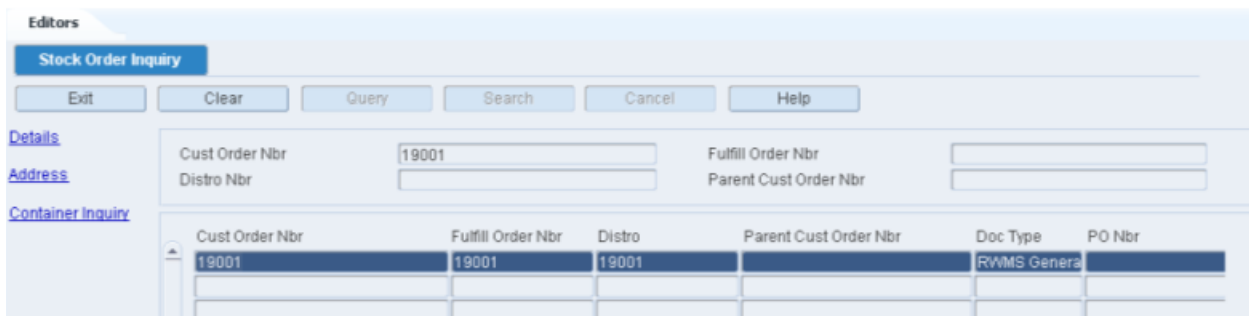 Editors
Stock Order Inquiry
Exit Clear Query Search Cancel Help
Details
Address
Container Inquiry
Cust Order Nbr 19001 Fulfill Order Nbr
Distro Nbr Parent Cust Order Nbr
Cust Order Nbr Fulfill Order Nbr Distro Parent Cust Order Nbr Doc Type PO Nbr
19001 19001 19001 RWMS Genera